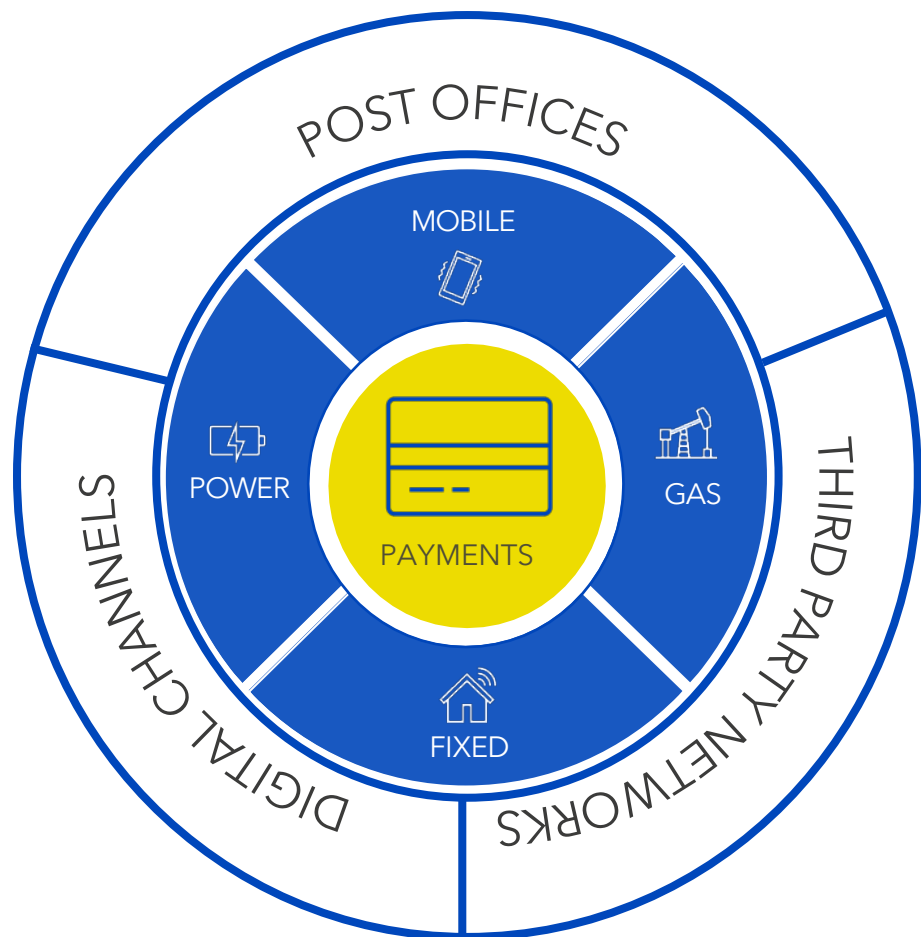 POST OFFICES
MOBILE
POWER
GAS
PAYMENTS
FIXED
DIGITAL CHANNELS
THIRD PARTY NETWORKS